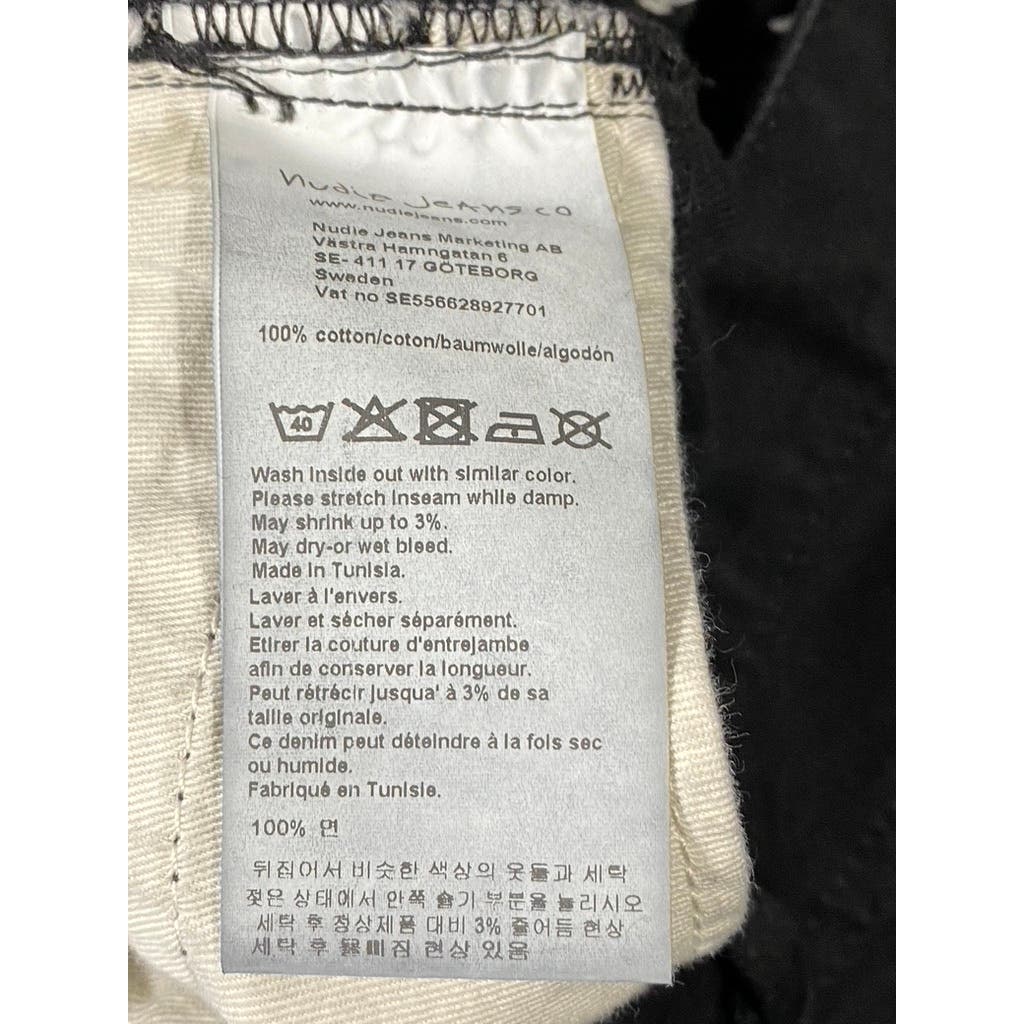 nudie jeans co
www.nudiejeans.com
Nudie Jeans Marketing AB
Västra Hamngatan 6
SE- 411 17 GÖTEBORG
Sweden
Vat no SE556628927701
100% cotton/coton/baumwolle/algodón
40
Wash inside out with similar color.
Please stretch inseam while damp.
May shrink up to 3%.
May dry-or wet bleed.
Made in Tunisia.
Laver à l'envers.
Laver et sècher séparément.
Etirer la couture d'entrejambe
afin de conserver la longueur.
Peut rétrécir jusqua' à 3% de sa
taille originale.
Ce denim peut déteindre à la fois sec
ou humide.
Fabriqué en Tunisie.
100% 면
뒤집어서 비슷한 색상의 옷들과 세탁
젖은 상태에서 안쪽 솔기 부분을 늘리시오
세탁 후 정상제품 대비 3% 줄어듬 현상
세탁 후 현상 있음